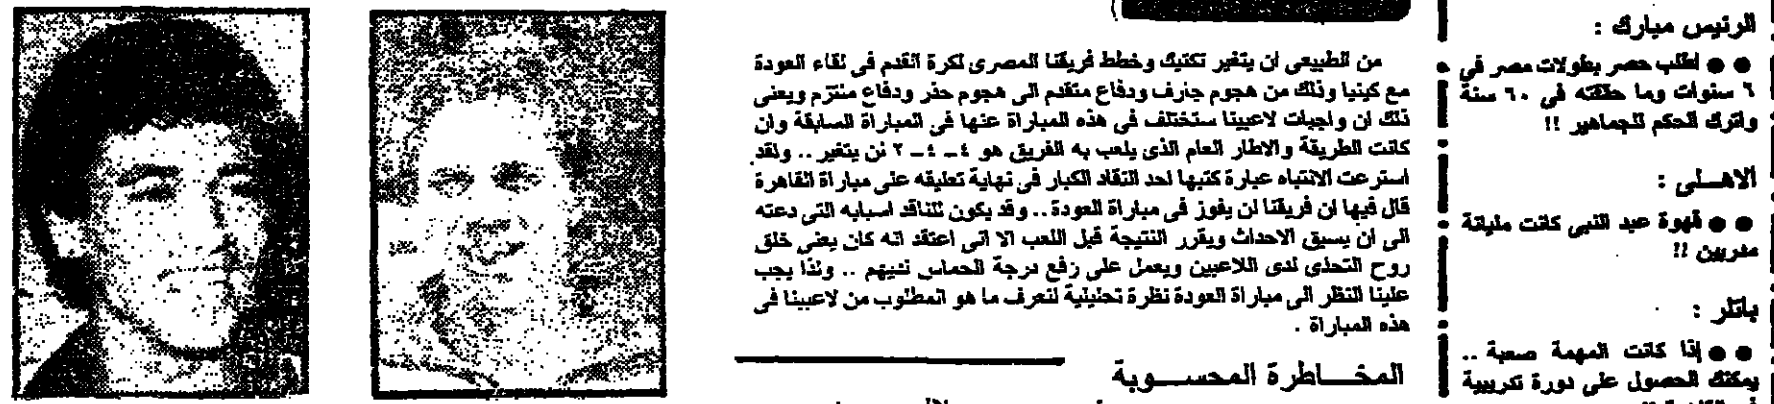 من الطبيعى ان يتغير تكتيك وخطط فريقنا المصرى لكرة القدم فى لقاء العودة
مع كينيا وذلك من هجوم جارف ودفاع متقدم الى هجوم حذر ودفاع ملتزم ويعنى
ذلك ان واجبات لاعبينا ستختلف فى هذه المباراة عنها فى المباراة السابقة وان
كانت الطريقة والاطار العام الذى يلعب به الفريق هو ٤ ــ ٤ ــ ٢ لن يتغير .. ولقد
استرعت الانتباه عبارة كتبها احد النقاد الكبار فى نهاية تعليقه على مباراة القاهرة
قال فيها ان فريقنا لن يفوز فى مباراة العودة .. وقد يكون للناقد اسبابه التى دعته
الى ان يسبق الاحداث ويقرر النتيجة قبل اللعب الا انى اعتقد انه كان يعنى خلق
روح التحدى لدى اللاعبين ويعمل على رفع درجة الحماس لديهم .. ولذا يجب
علينا النظر الى مباراة العودة نظرة تحليلية لنعرف ما هو المطلوب من لاعبينا فى
هذه المباراة .
المخـــاطرة المحســـوبة
الرئيس مبارك :
●● اطلب حصر بطولات مصر فى
٦ سنوات وما حققته فى ٦٠ سنة
واترك الحكم للجماهير !!
الاهـــلى :
●● قهوة عبد النبى كانت مليانة
مدربين !!
باتلر :
●● إذا كانت المهمة صعبة ..
يمكنك الحصول على دورة تدريبية